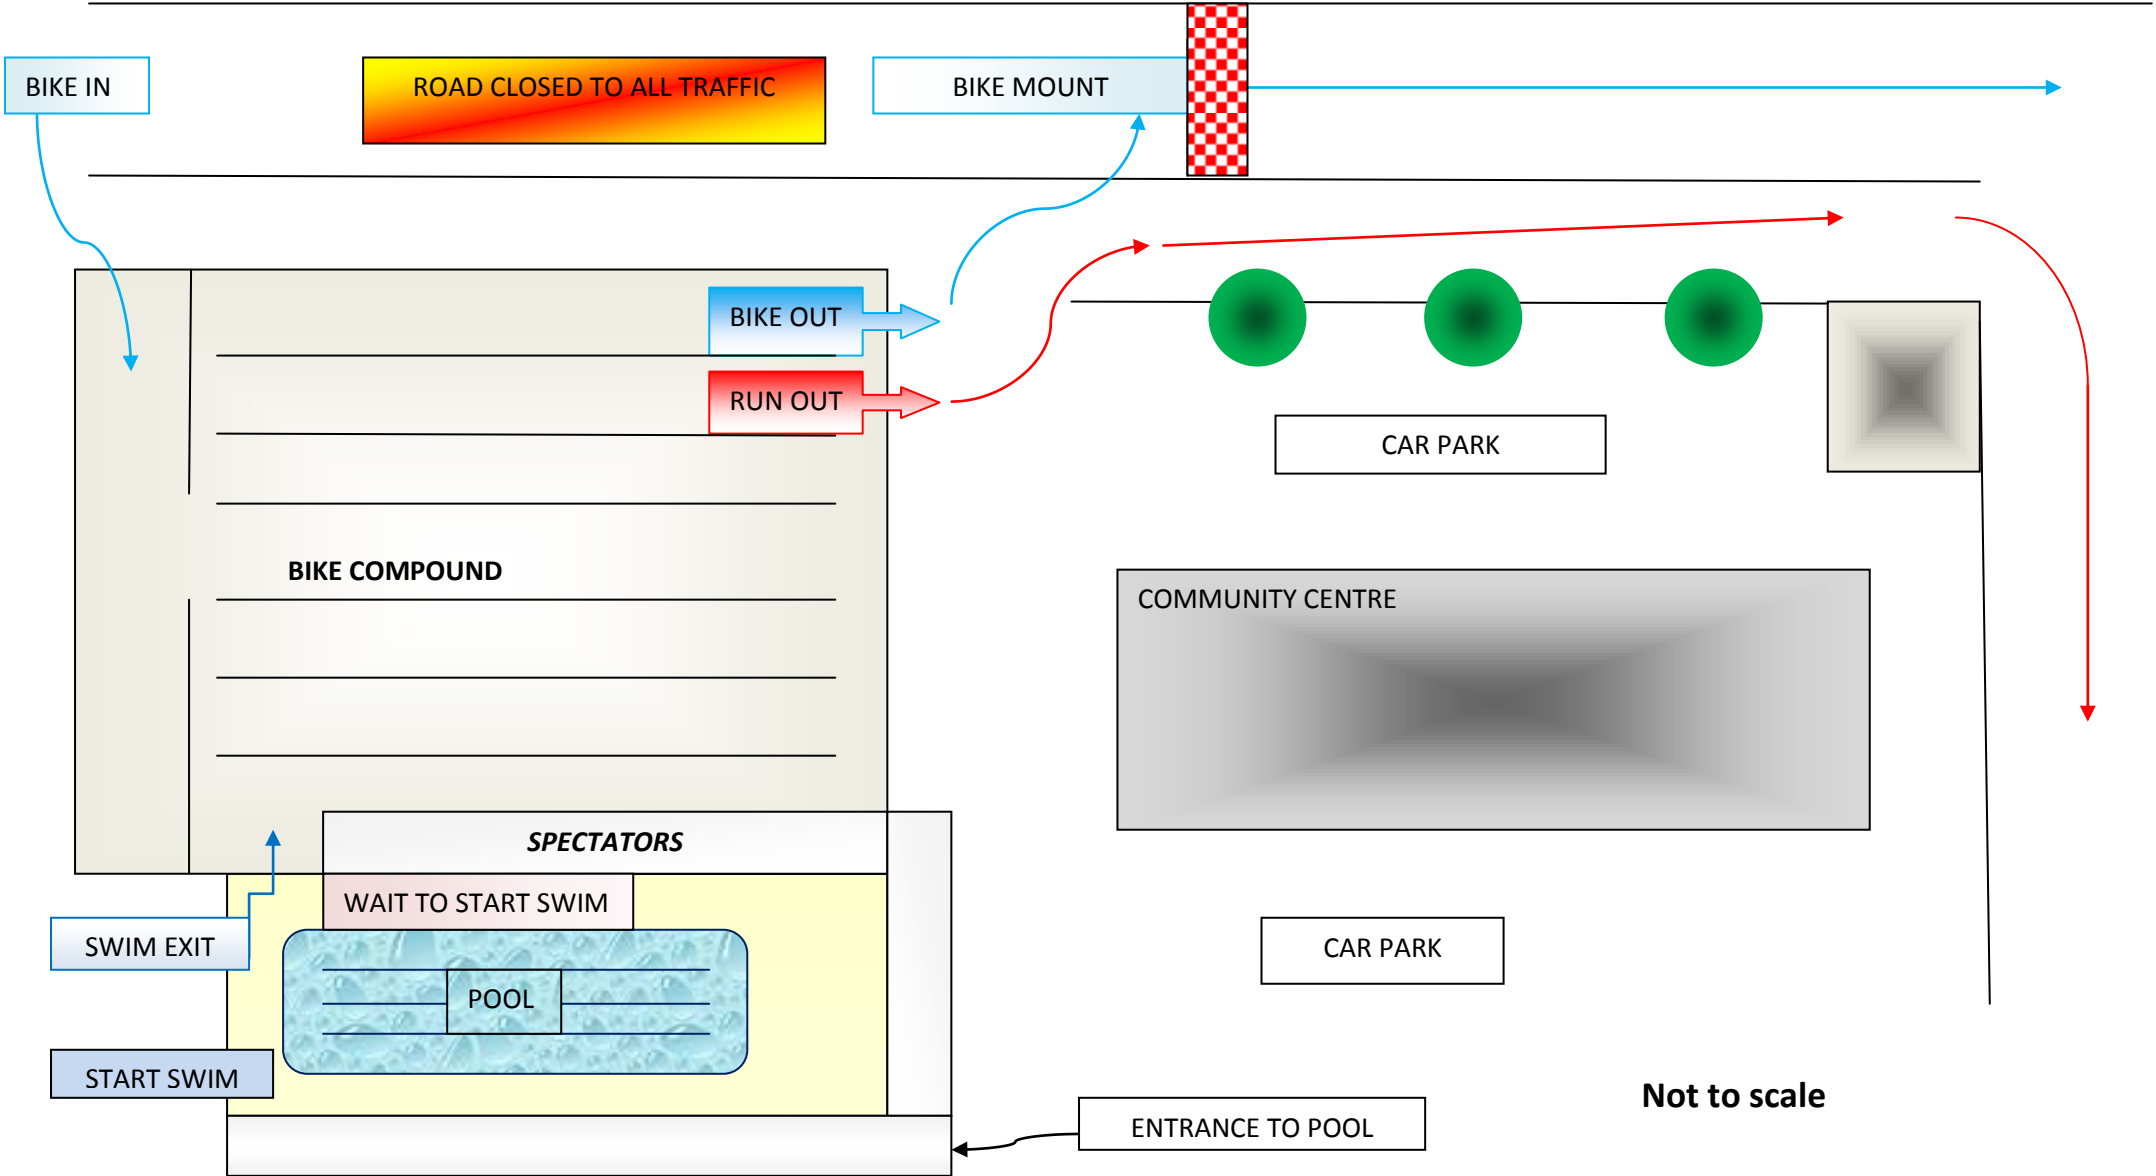 BIKE IN
ROAD CLOSED TO ALL TRAFFIC
BIKE MOUNT
BIKE OUT
RUN OUT
CAR PARK
BIKE COMPOUND
COMMUNITY CENTRE
SPECTATORS
WAIT TO START SWIM
SWIM EXIT
CAR PARK
POOL
START SWIM
Not to scale
ENTRANCE TO POOL